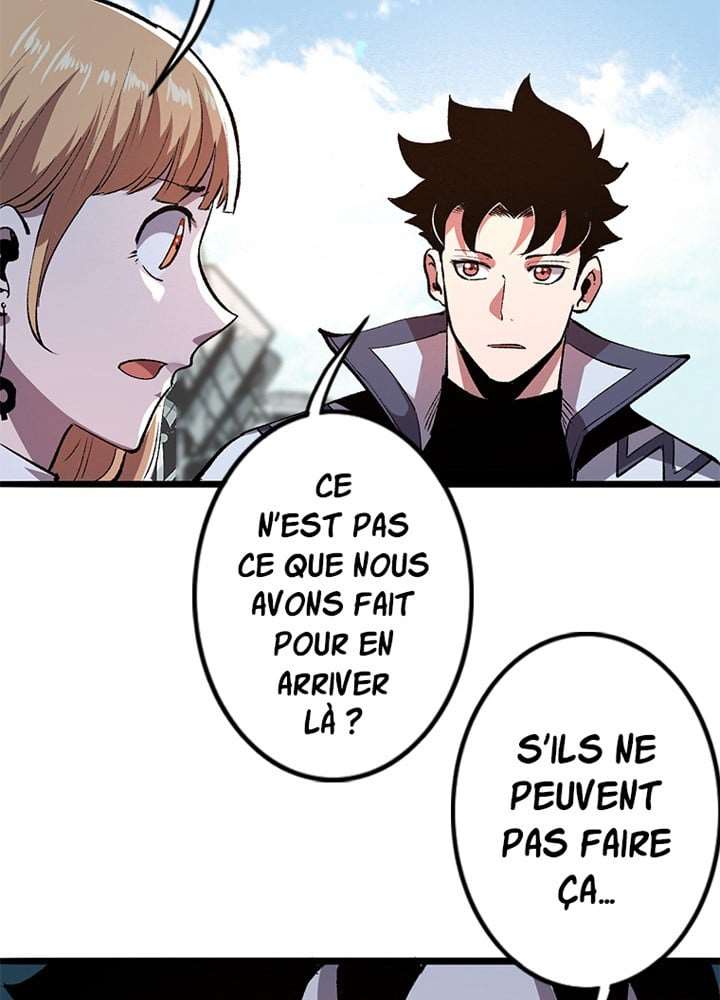 CE
N'EST PAS
CE QUE NOUS
AVONS FAIT
POUR EN
ARRIVER
LÀ ?
S'ILS NE
PEUVENT
PAS FAIRE
ÇA...